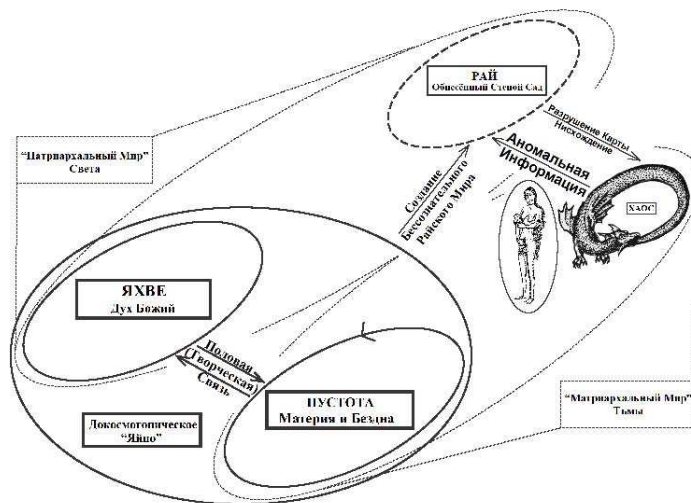 РАЙ
Обнесённый Стеной Сад
Разрушение Карты
Нисхождение
Аномальная
Информация
ХАОС
"Патриархальный Мир"
Света
Создание
Бессознательного
Райского Мира
ЯХВЕ
Дух Божий
Половая
(Творческая)
Связь
ПУСТОТА
Материя и Бездна
Докосмогоническое
"Яйцо"
"Матриархальный Мир"
Тьмы